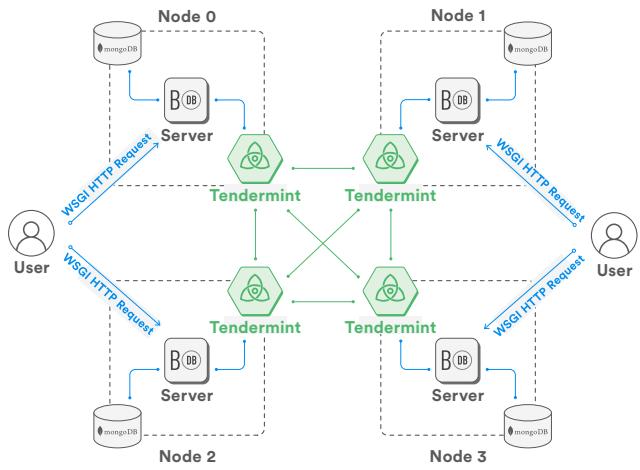 Node 0
Node 1
mongoDB
mongoDB
B DB
B DB
Server
Server
WSGI HTTP Request
WSGI HTTP Request
Tendermint
Tendermint
User
User
WSGI HTTP Request
WSGI HTTP Request
Tendermint
Tendermint
B DB
B DB
Server
Server
mongoDB
mongoDB
Node 2
Node 3